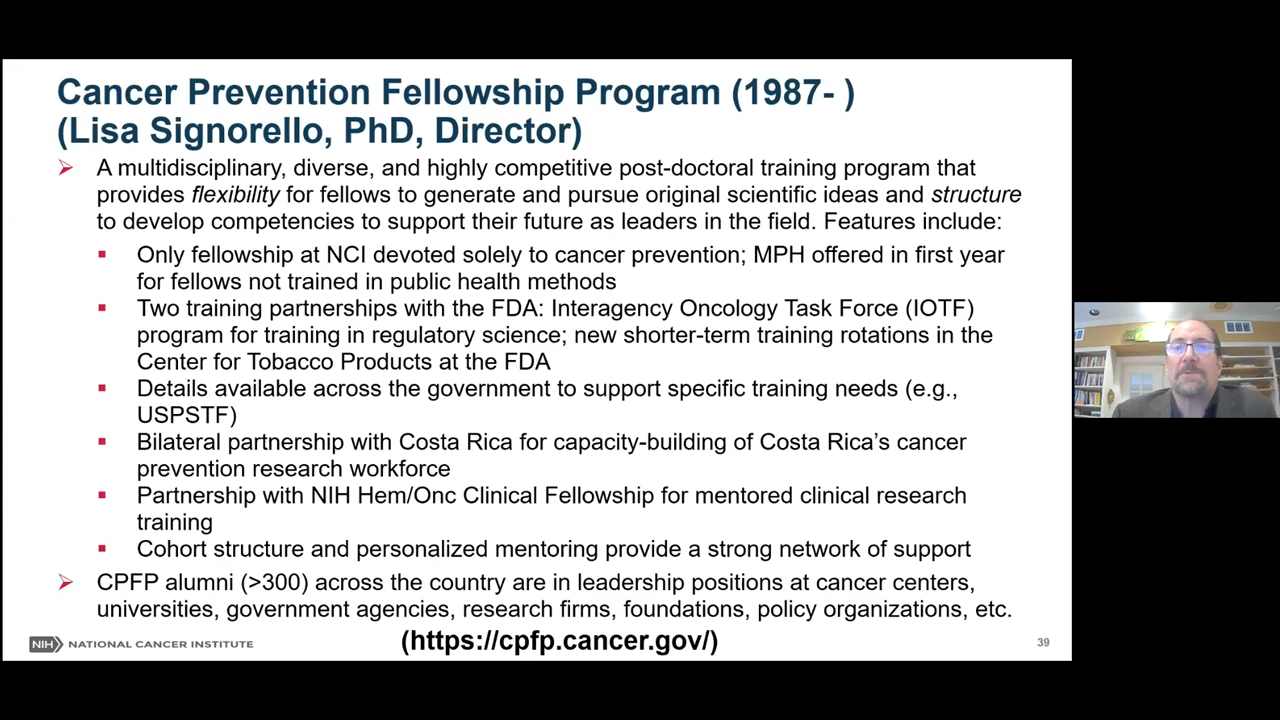 Cancer Prevention Fellowship Program (1987- )
(Lisa Signorello, PhD, Director)
A multidisciplinary, diverse, and highly competitive post-doctoral training program that
provides flexibility for fellows to generate and pursue original scientific ideas and structure
to develop competencies to support their future as leaders in the field. Features include:
Only fellowship at NCI devoted solely to cancer prevention; MPH offered in first year
for fellows not trained in public health methods
Two training partnerships with the FDA: Interagency Oncology Task Force (IOTF)
program for training in regulatory science; new shorter-term training rotations in the
Center for Tobacco Products at the FDA
Details available across the government to support specific training needs (e.g.,
USPSTF)
Bilateral partnership with Costa Rica for capacity-building of Costa Rica’s cancer
prevention research workforce
Partnership with NIH Hem/Onc Clinical Fellowship for mentored clinical research
training
Cohort structure and personalized mentoring provide a strong network of support
CPFP alumni (>300) across the country are in leadership positions at cancer centers,
universities, government agencies, research firms, foundations, policy organizations, etc.
NIH NATIONAL CANCER INSTITUTE
(https://cpfp.cancer.gov/)
39